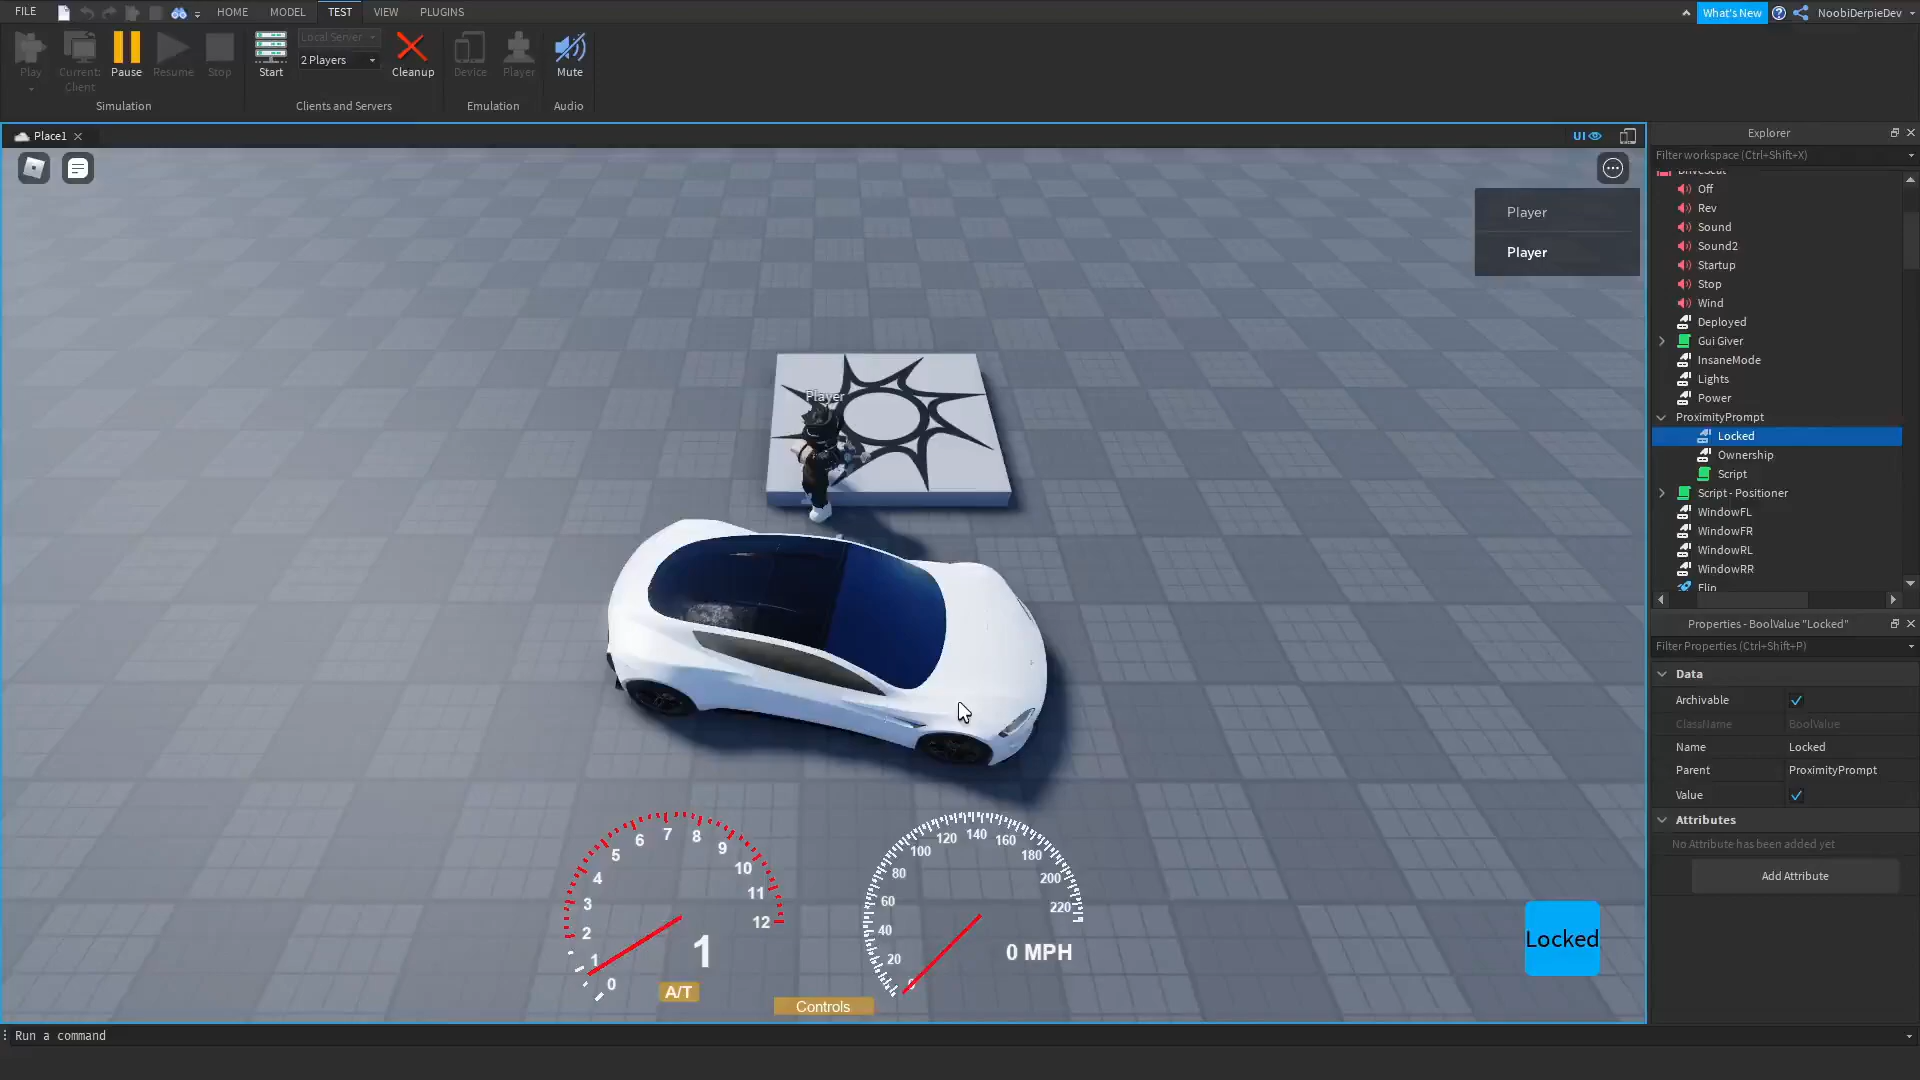 FILE HOME MODEL TEST VIEW PLUGINS What's New NoobiDerpieDev
Play Current: Client Pause Resume Stop
Simulation
Start Local Server 2 Players Cleanup
Clients and Servers
Device Player
Emulation
Mute
Audio
Place1
UI
Player
Player
Player
1 2 3 4 5 6 7 8 9 10 11 12
0
1
A/T
20 40 60 80 100 120 140 160 180 200 220
0 MPH
Controls
Locked
Explorer
Filter workspace (Ctrl+Shift+X)
DriveSeat
Off
Rev
Sound
Sound2
Startup
Stop
Wind
Deployed
Gui Giver
InsaneMode
Lights
Power
ProximityPrompt
Locked
Ownership
Script
Script - Positioner
WindowFL
WindowFR
WindowRL
WindowRR
Flip
Properties - BoolValue "Locked"
Filter Properties (Ctrl+Shift+P)
Data
Archivable
ClassName BoolValue
Name Locked
Parent ProximityPrompt
Value
Attributes
No Attribute has been added yet
Add Attribute
Run a command